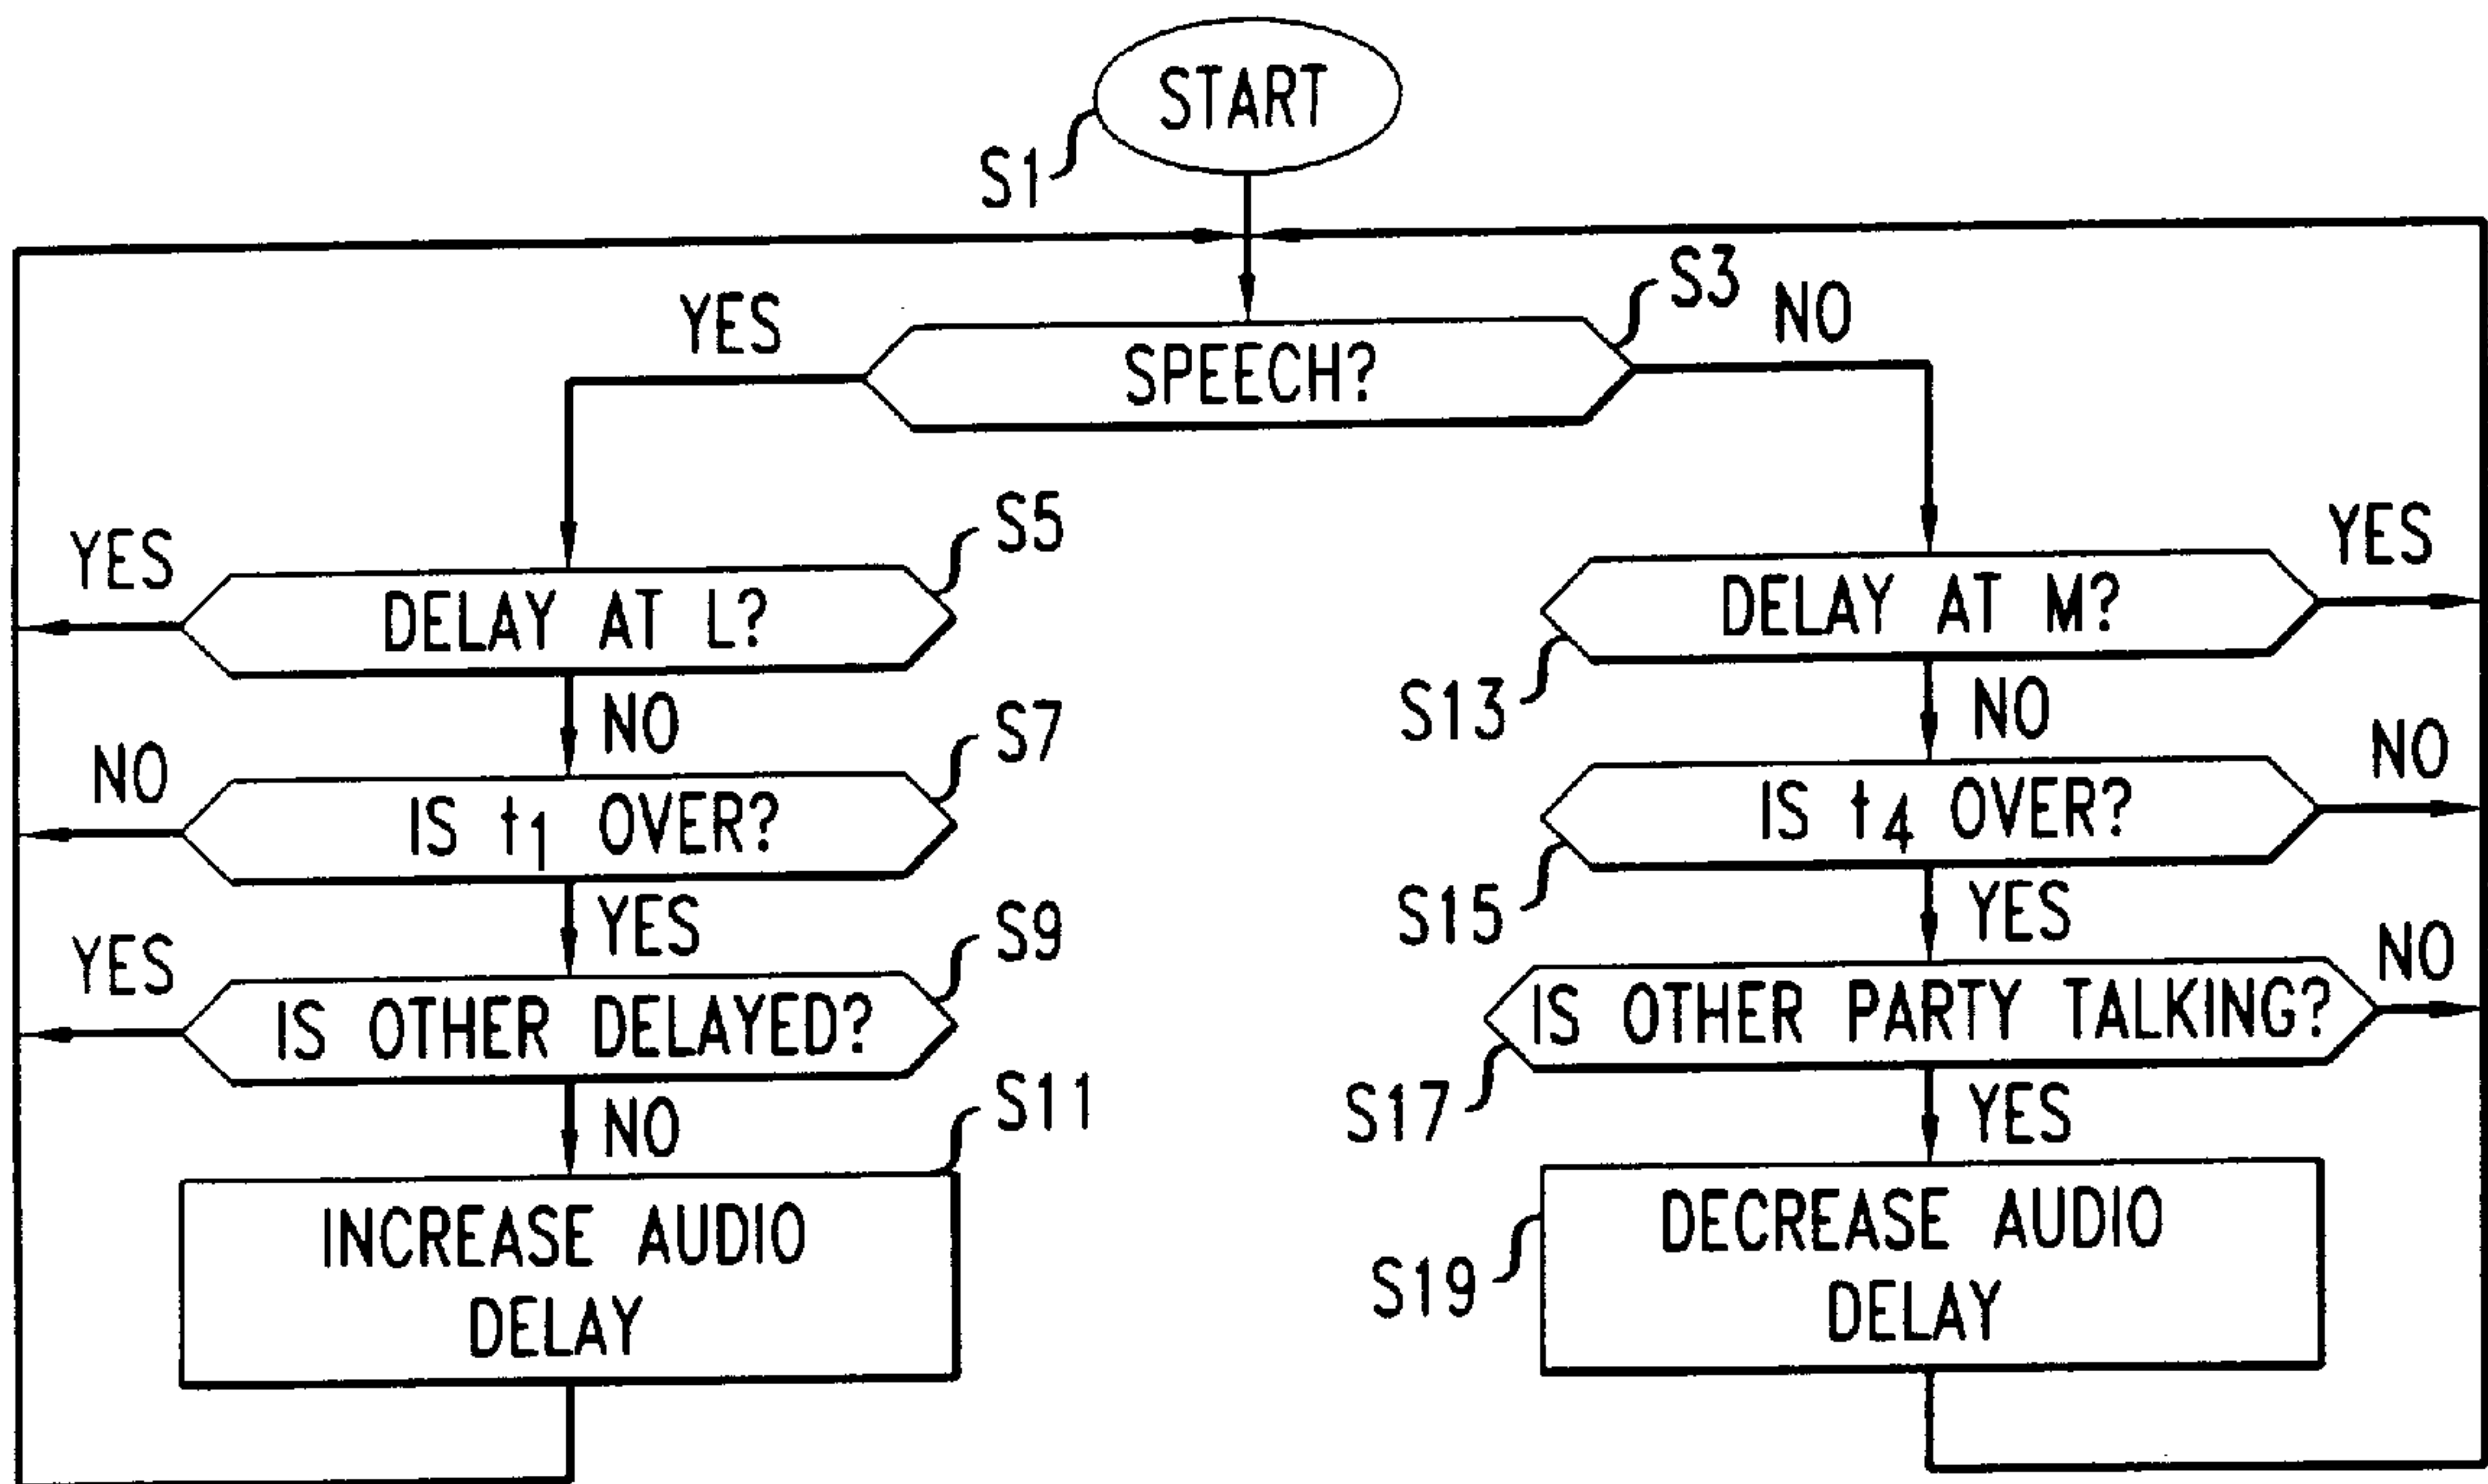 START
S1
S3
YES
NO
SPEECH?
S5
YES
YES
DELAY AT L?
DELAY AT M?
S13
NO
NO
S7
NO
NO
IS t1 OVER?
IS t4 OVER?
S15
YES
YES
S9
YES
NO
IS OTHER DELAYED?
IS OTHER PARTY TALKING?
S17
NO
YES
S11
INCREASE AUDIO
DELAY
DECREASE AUDIO
DELAY
S19